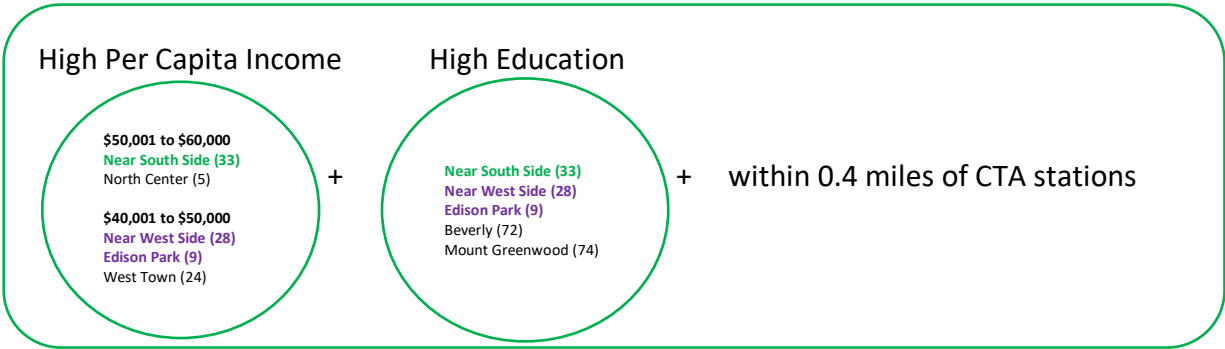 High Per Capita Income
$50,001 to $60,000
Near South Side (33)
North Center (5)
$40,001 to $50,000
Near West Side (28)
Edison Park (9)
West Town (24)
+
High Education
Near South Side (33)
Near West Side (28)
Edison Park (9)
Beverly (72)
Mount Greenwood (74)
+
within 0.4 miles of CTA stations